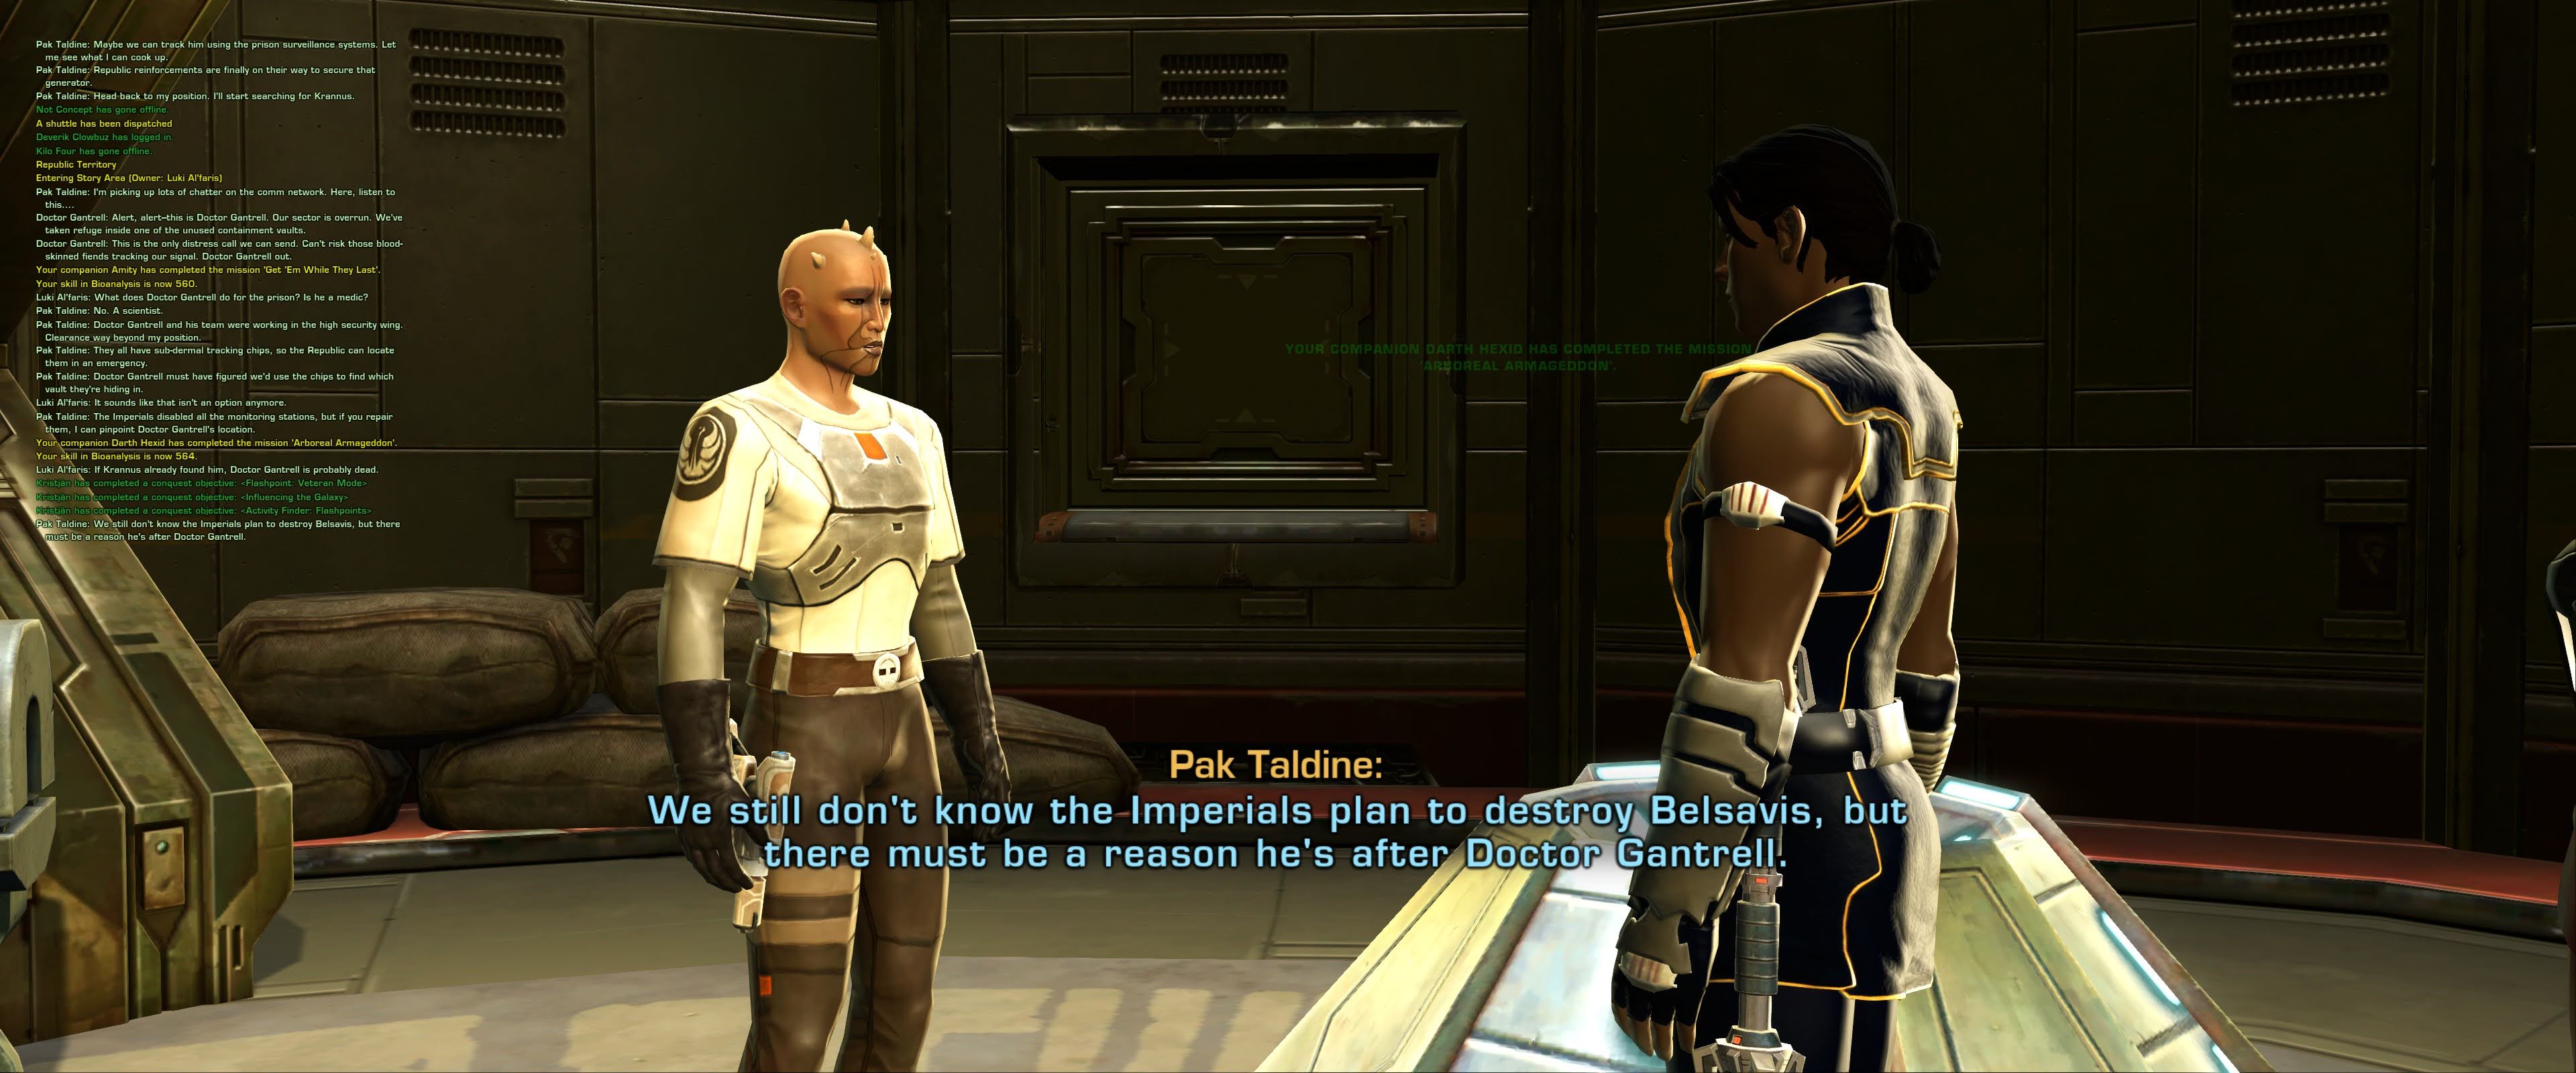 Pak Taldine: Maybe we can track him using the prison surveillance systems. Let
me see what I can cook up.
Pak Taldine: Republic reinforcements are finally on their way to secure that
generator.
Pak Taldine: Head back to my position. I'll start searching for Krannus.
Not Concept has gone offline.
A shuttle has been dispatched
Deverik Clowbuz has logged in.
Kilo Four has gone offline.
Republic Territory
Entering Story Area (Owner: Luki Al'faris)
Pak Taldine: I'm picking up lots of chatter on the comm network. Here, listen to
this....
Doctor Gantrell: Alert, alert—this is Doctor Gantrell. Our sector is overrun. We've
taken refuge inside one of the unused containment vaults.
Doctor Gantrell: This is the only distress call we can send. Can't risk those blood-
skinned fiends tracking our signal. Doctor Gantrell out.
Your companion Amity has completed the mission 'Get 'Em While They Last'.
Your skill in Bioanalysis is now 560.
Luki Al'faris: What does Doctor Gantrell do for the prison? Is he a medic?
Pak Taldine: No. A scientist.
Pak Taldine: Doctor Gantrell and his team were working in the high security wing.
Clearance way beyond my position.
Pak Taldine: They all have sub-dermal tracking chips, so the Republic can locate
them in an emergency.
Pak Taldine: Doctor Gantrell must have figured we'd use the chips to find which
vault they're hiding in.
Luki Al'faris: It sounds like that isn't an option anymore.
Pak Taldine: The Imperials disabled all the monitoring stations, but if you repair
them, I can pinpoint Doctor Gantrell's location.
Your companion Darth Hexid has completed the mission 'Arboreal Armageddon'.
Your skill in Bioanalysis is now 564.
Luki Al'faris: If Krannus already found him, Doctor Gantrell is probably dead.
Kristján has completed a conquest objective: <Flashpoint: Veteran Mode>
Kristján has completed a conquest objective: <Influencing the Galaxy>
Kristján has completed a conquest objective: <Activity Finder: Flashpoints>
Pak Taldine: We still don't know the Imperials plan to destroy Belsavis, but there
must be a reason he's after Doctor Gantrell.
YOUR COMPANION DARTH HEXID HAS COMPLETED THE MISSION
'ARBOREAL ARMAGEDDON'.
Pak Taldine:
We still don't know the Imperials plan to destroy Belsavis, but
there must be a reason he's after Doctor Gantrell.